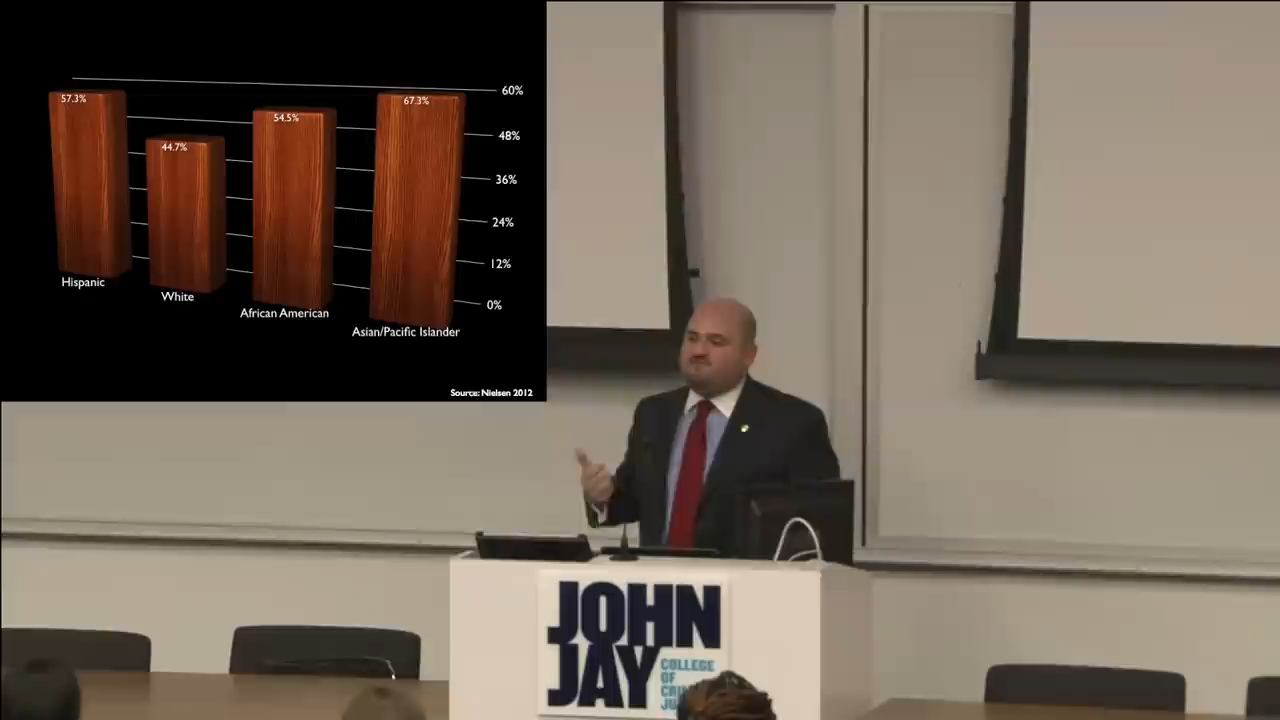 57.3%
44.7%
54.5%
67.3%
60%
48%
36%
24%
12%
0%
Hispanic
White
African American
Asian/Pacific Islander
Source: Nielsen 2012
JOHN
JAY
COLLEGE
OF